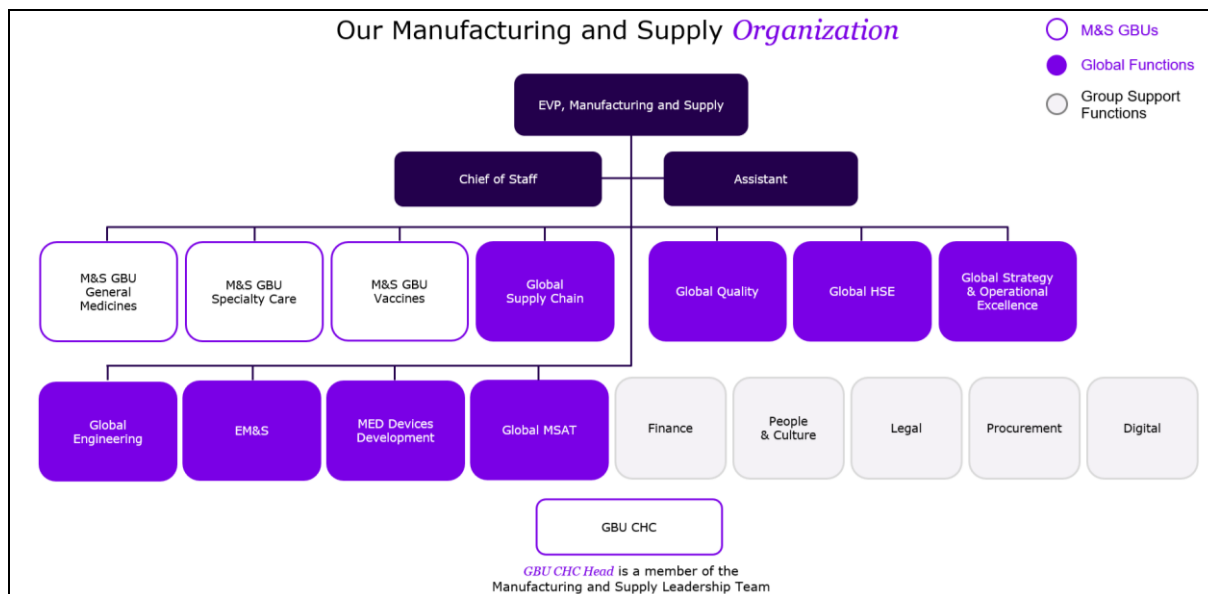 Our Manufacturing and Supply Organization
M&S GBUs
Global Functions
Group Support
Functions
EVP, Manufacturing and Supply
Chief of Staff
Assistant
M&S GBU
General
Medicines
M&S GBU
Specialty Care
M&S GBU
Vaccines
Global
Supply Chain
Global Quality
Global HSE
Global Strategy
& Operational
Excellence
Global
Engineering
EM&S
MED Devices
Development
Global MSAT
Finance
People
& Culture
Legal
Procurement
Digital
GBU CHC
GBU CHC Head is a member of the
Manufacturing and Supply Leadership Team